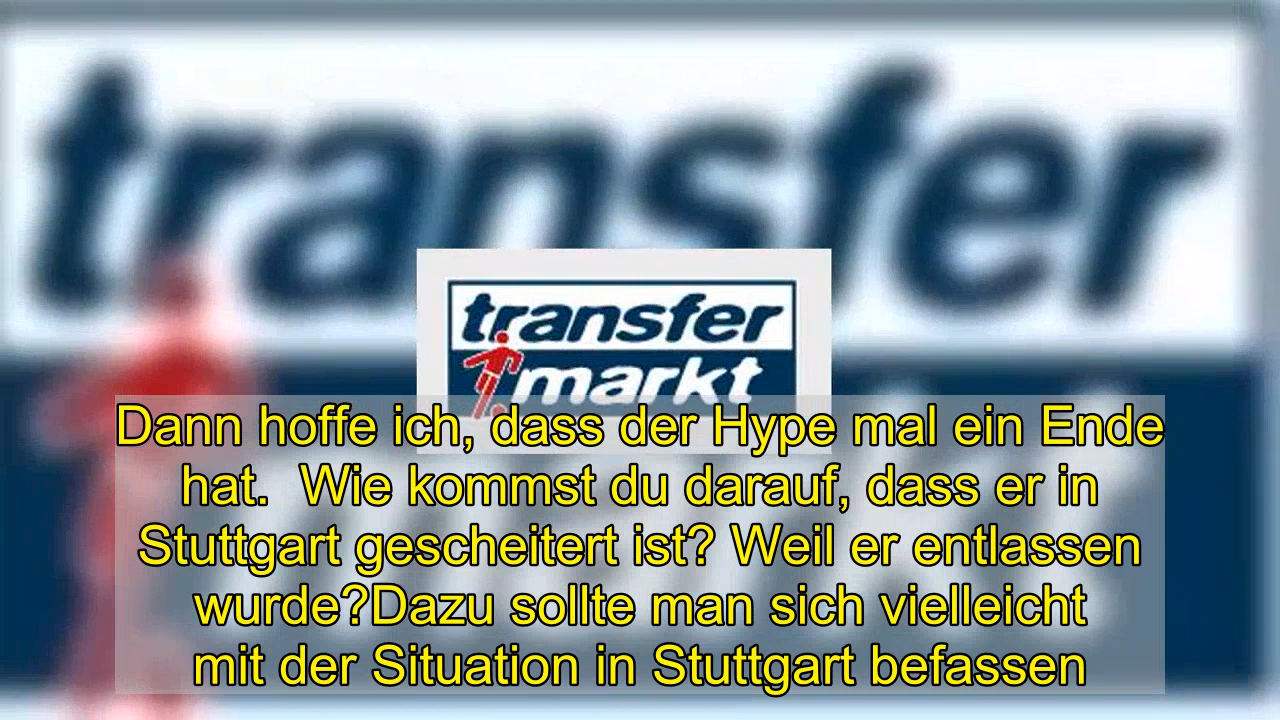 transfer
transfer
markt
Dann hoffe ich, dass der Hype mal ein Ende
hat.  Wie kommst du darauf, dass er in
Stuttgart gescheitert ist? Weil er entlassen
wurde?Dazu sollte man sich vielleicht
mit der Situation in Stuttgart befassen